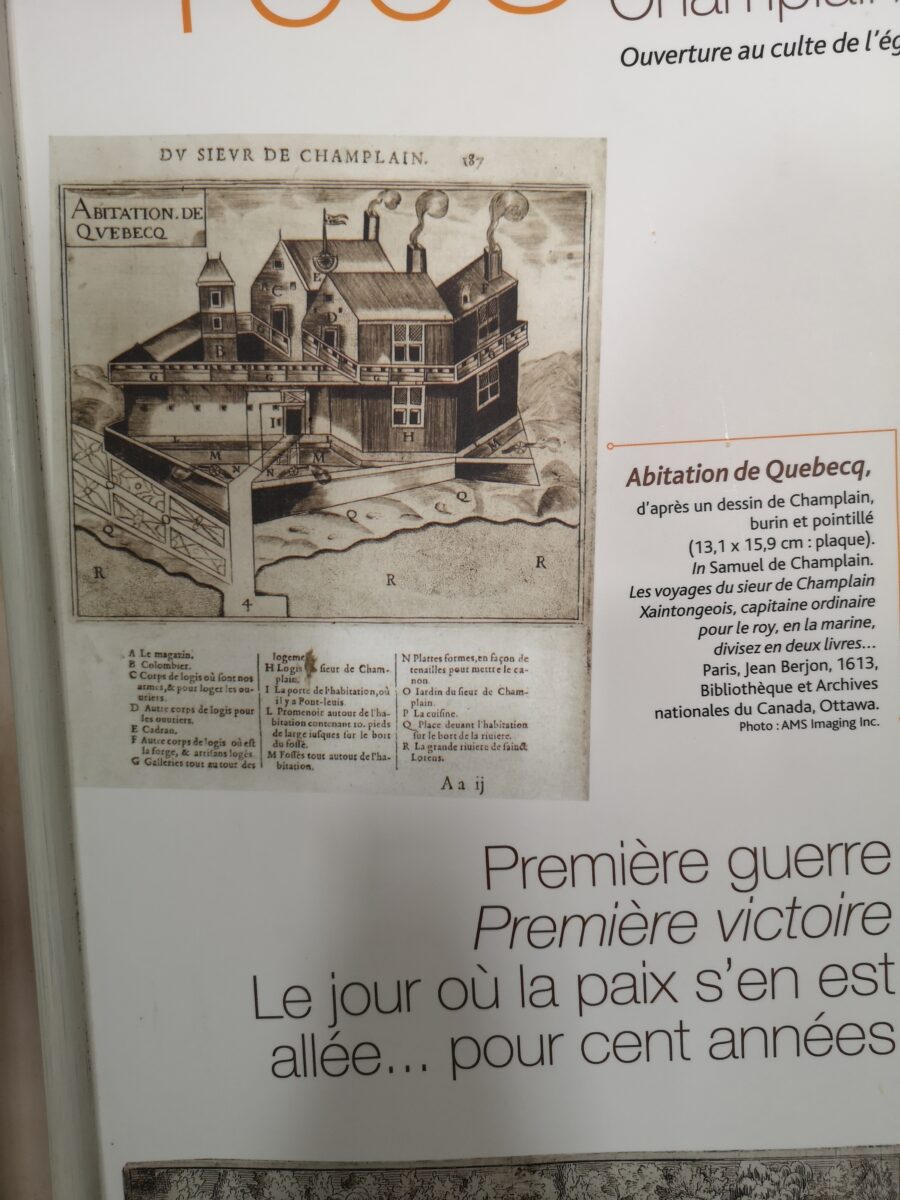 Champlain
Ouverture au culte de l'ég
DV SIEVR DE CHAMPLAIN. 187
ABITATION. DE
QVEBECQ
E
C
F
D
B
G
G G G G
I
H
L
L
M N N M
M
O
Q
Q
Q
Q
R
R
R
4
A Le magazin.
B Colombier.
C Corps de logis où ſont nos
armes, & pour loger les ou-
uriers.
D Autre corps de logis pour
les ouuriers.
E Cadran.
F Autre corps de logis où eſt
la forge, & artiſans logés.
G Galleries tout au tour des
logemens
H Logis ſieur de Cham-
plain.
I La porte de l'habitation, où
il y a Pont-leuis.
L Promenoir autour de l'ha-
bitation contenant 10. pieds
de large iuſques ſur le bort
du foſſé.
M Foſſés tout autour de l'ha-
bitation.
N Plattes formes, en façon de
tenailles pour mettre le ca-
non.
O Iardin du ſieur de Cham-
plain.
P La cuiſine.
Q Place deuant l'habitation
ſur le bort de la riuiere.
R La grande riuiere de ſainct
Lorens.
A a ij
Abitation de Quebecq,
d'après un dessin de Champlain,
burin et pointillé
(13,1 x 15,9 cm : plaque).
In Samuel de Champlain.
Les voyages du sieur de Champlain
Xaintongeois, capitaine ordinaire
pour le roy, en la marine,
divisez en deux livres...
Paris, Jean Berjon, 1613,
Bibliothèque et Archives
nationales du Canada, Ottawa.
Photo : AMS Imaging Inc.
Première guerre
Première victoire
Le jour où la paix s'en est
allée... pour cent années